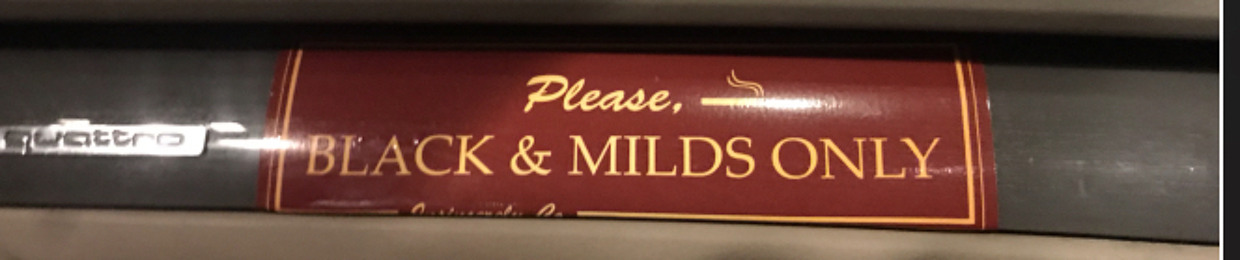 Please,
quattro
BLACK & MILDS ONLY